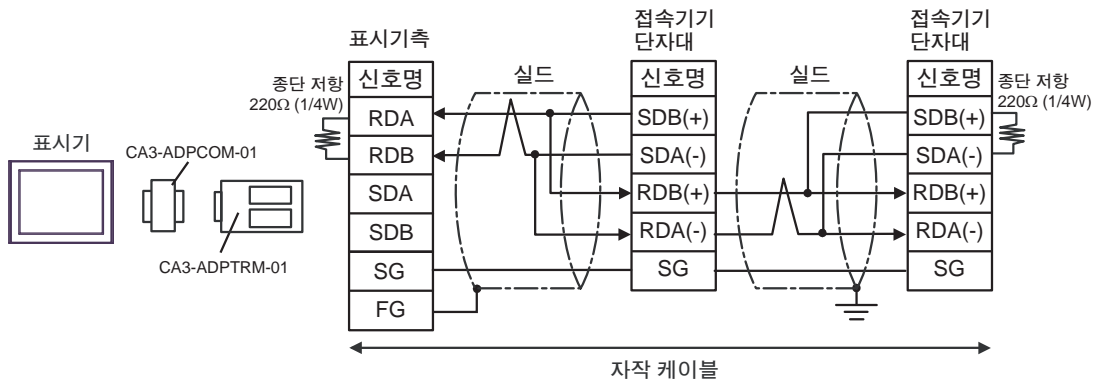 표시기
CA3-ADPCOM-01
CA3-ADPTRM-01
표시기측
종단 저항
220Ω (1/4W)
신호명
RDA
RDB
SDA
SDB
SG
FG
실드
접속기기
단자대
신호명
SDB(+)
SDA(-)
RDB(+)
RDA(-)
SG
실드
접속기기
단자대
신호명
SDB(+)
SDA(-)
RDB(+)
RDA(-)
SG
종단 저항
220Ω (1/4W)
자작 케이블